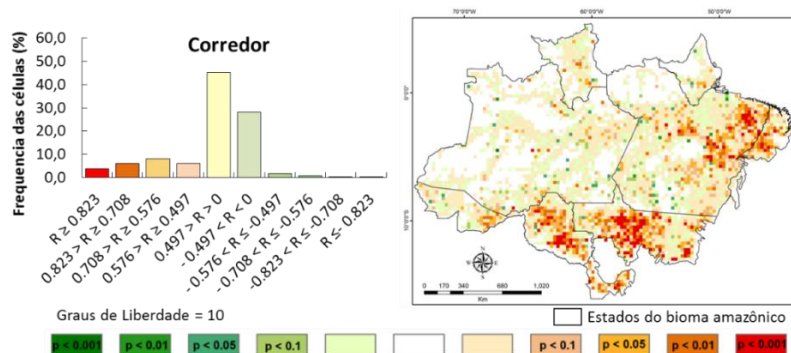 Corredor
Frequencia das células (%)
60,0
50,0
40,0
30,0
20,0
10,0
0,0
R ≥ 0.823
0.823 > R ≥ 0.708
0.708 > R ≥ 0.576
0.576 > R ≥ 0.497
0.497 > R > 0
- 0.497 < R < 0
-0.576 < R ≤ -0.497
-0.708 < R ≤ -0.576
-0.823 < R ≤ -0.708
R ≤ -0.823
70°0'0"W 60°0'0"W 50°0'0"W
0°0'0"
10°0'0"S
N
W E
S
0 170 340 680 1,020
Km
Graus de Liberdade = 10
Estados do bioma amazônico
p < 0.001 p < 0.01 p < 0.05 p < 0.1 p < 0.1 p < 0.05 p < 0.01 p < 0.001